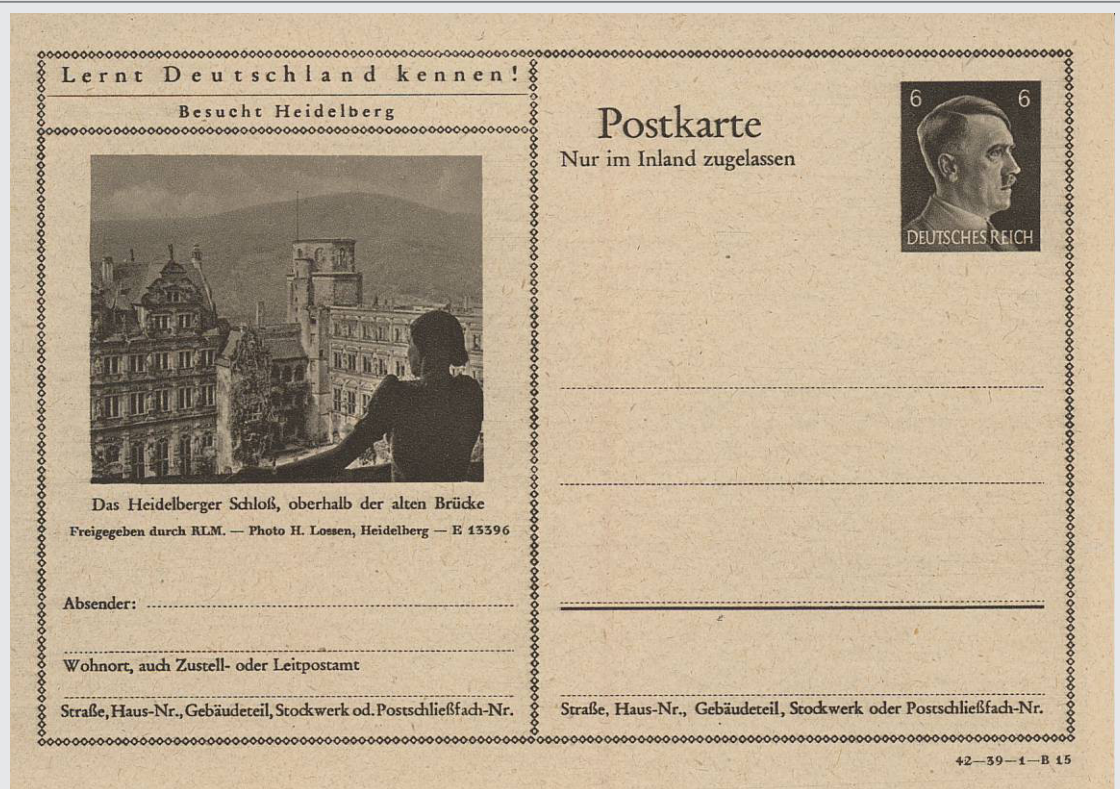 Lernt Deutschland kennen!
Besucht Heidelberg
Das Heidelberger Schloß, oberhalb der alten Brücke
Freigegeben durch RLM. — Photo H. Lossen, Heidelberg — E 13396
Absender:
Wohnort, auch Zustell- oder Leitpostamt
Straße, Haus-Nr., Gebäudeteil, Stockwerk od. Postschließfach-Nr.
Postkarte
Nur im Inland zugelassen
6 6
DEUTSCHES REICH
Straße, Haus-Nr., Gebäudeteil, Stockwerk oder Postschließfach-Nr.
42—39—1—B 15